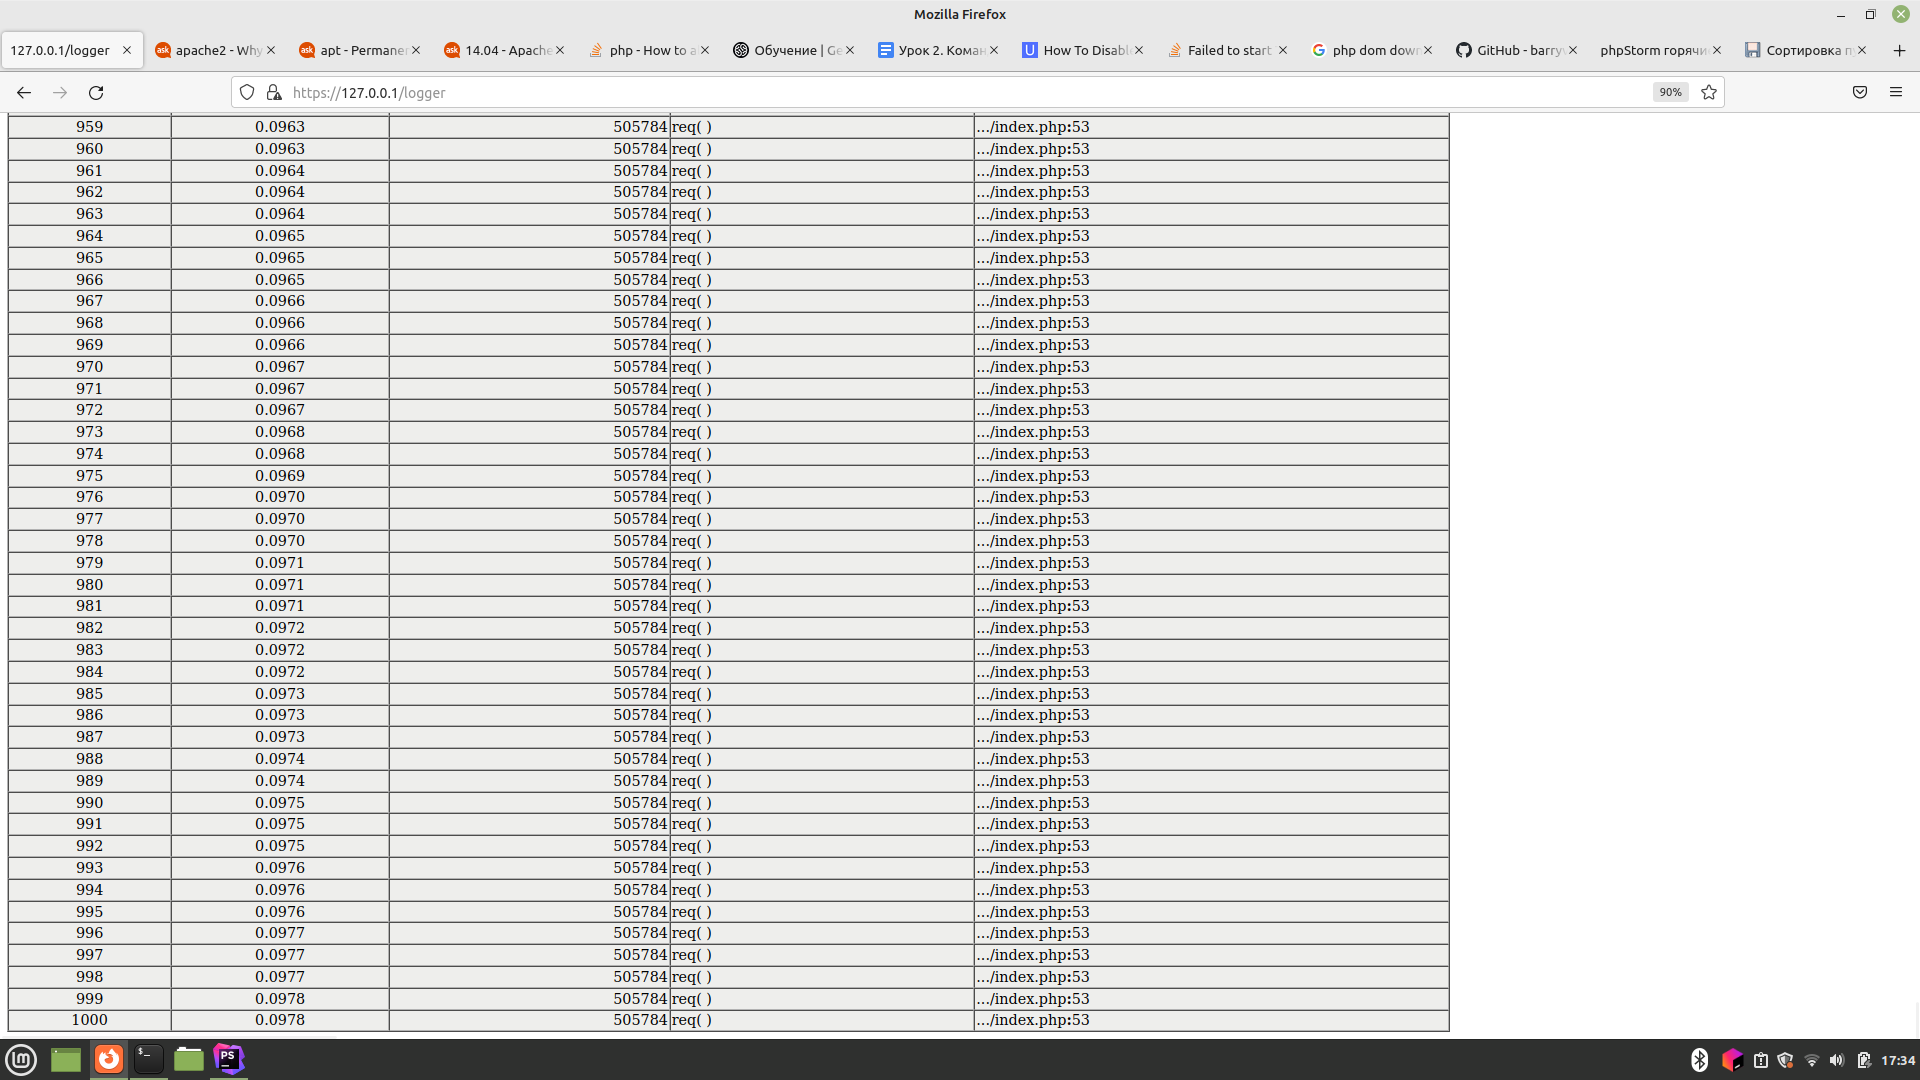 Mozilla Firefox
127.0.0.1/logger
apache2 - Why
apt - Permanen
14.04 - Apache
php - How to a
Обучение | Ge
Урок 2. Коман
How To Disabl
Failed to start
php dom down
GitHub - barryv
phpStorm горячи
Сортировка п
https://127.0.0.1/logger
90%
959 0.0963 505784 req( ) .../index.php:53
960 0.0963 505784 req( ) .../index.php:53
961 0.0964 505784 req( ) .../index.php:53
962 0.0964 505784 req( ) .../index.php:53
963 0.0964 505784 req( ) .../index.php:53
964 0.0965 505784 req( ) .../index.php:53
965 0.0965 505784 req( ) .../index.php:53
966 0.0965 505784 req( ) .../index.php:53
967 0.0966 505784 req( ) .../index.php:53
968 0.0966 505784 req( ) .../index.php:53
969 0.0966 505784 req( ) .../index.php:53
970 0.0967 505784 req( ) .../index.php:53
971 0.0967 505784 req( ) .../index.php:53
972 0.0967 505784 req( ) .../index.php:53
973 0.0968 505784 req( ) .../index.php:53
974 0.0968 505784 req( ) .../index.php:53
975 0.0969 505784 req( ) .../index.php:53
976 0.0970 505784 req( ) .../index.php:53
977 0.0970 505784 req( ) .../index.php:53
978 0.0970 505784 req( ) .../index.php:53
979 0.0971 505784 req( ) .../index.php:53
980 0.0971 505784 req( ) .../index.php:53
981 0.0971 505784 req( ) .../index.php:53
982 0.0972 505784 req( ) .../index.php:53
983 0.0972 505784 req( ) .../index.php:53
984 0.0972 505784 req( ) .../index.php:53
985 0.0973 505784 req( ) .../index.php:53
986 0.0973 505784 req( ) .../index.php:53
987 0.0973 505784 req( ) .../index.php:53
988 0.0974 505784 req( ) .../index.php:53
989 0.0974 505784 req( ) .../index.php:53
990 0.0975 505784 req( ) .../index.php:53
991 0.0975 505784 req( ) .../index.php:53
992 0.0975 505784 req( ) .../index.php:53
993 0.0976 505784 req( ) .../index.php:53
994 0.0976 505784 req( ) .../index.php:53
995 0.0976 505784 req( ) .../index.php:53
996 0.0977 505784 req( ) .../index.php:53
997 0.0977 505784 req( ) .../index.php:53
998 0.0977 505784 req( ) .../index.php:53
999 0.0978 505784 req( ) .../index.php:53
1000 0.0978 505784 req( ) .../index.php:53
17:34